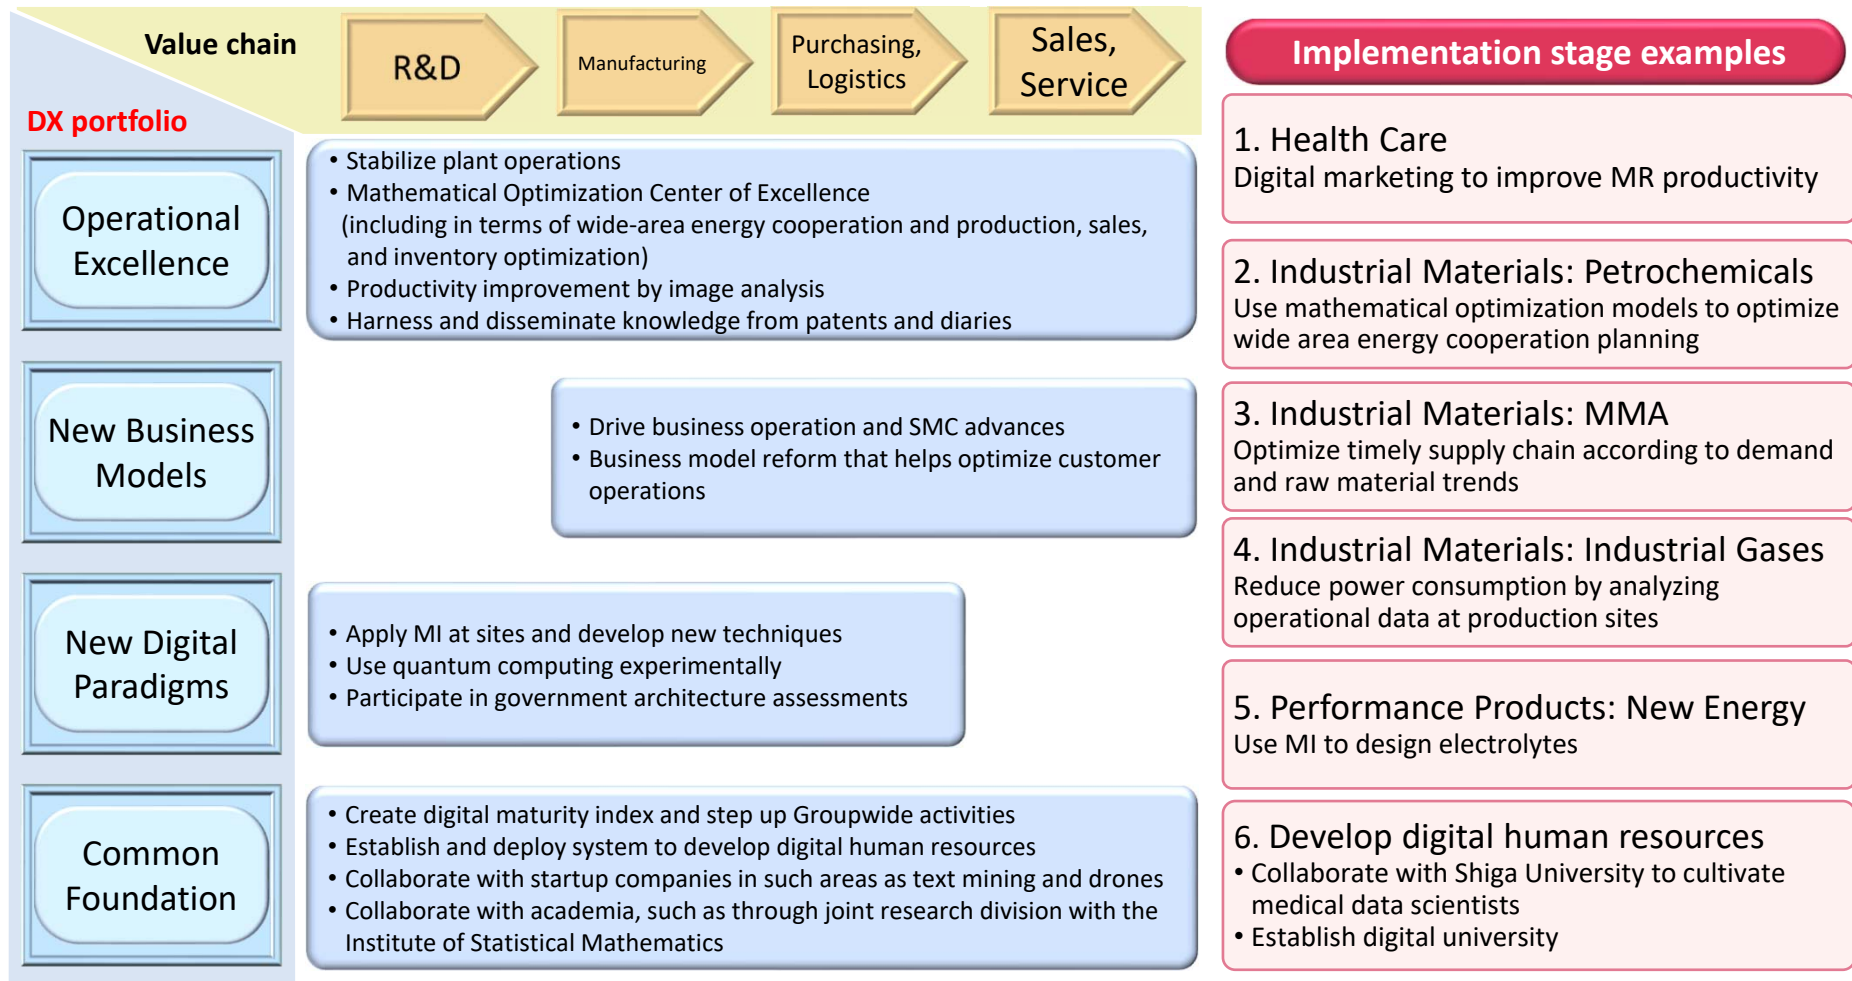 Value chain
DX portfolio
R&D
Manufacturing
Purchasing,
Logistics
Sales,
Service
Operational
Excellence
• Stabilize plant operations
• Mathematical Optimization Center of Excellence
(including in terms of wide-area energy cooperation and production, sales,
and inventory optimization)
• Productivity improvement by image analysis
• Harness and disseminate knowledge from patents and diaries
New Business
Models
• Drive business operation and SMC advances
• Business model reform that helps optimize customer
operations
New Digital
Paradigms
• Apply MI at sites and develop new techniques
• Use quantum computing experimentally
• Participate in government architecture assessments
Common
Foundation
• Create digital maturity index and step up Groupwide activities
• Establish and deploy system to develop digital human resources
• Collaborate with startup companies in such areas as text mining and drones
• Collaborate with academia, such as through joint research division with the
Institute of Statistical Mathematics
Implementation stage examples
1. Health Care
Digital marketing to improve MR productivity
2. Industrial Materials: Petrochemicals
Use mathematical optimization models to optimize
wide area energy cooperation planning
3. Industrial Materials: MMA
Optimize timely supply chain according to demand
and raw material trends
4. Industrial Materials: Industrial Gases
Reduce power consumption by analyzing
operational data at production sites
5. Performance Products: New Energy
Use MI to design electrolytes
6. Develop digital human resources
• Collaborate with Shiga University to cultivate
medical data scientists
• Establish digital university